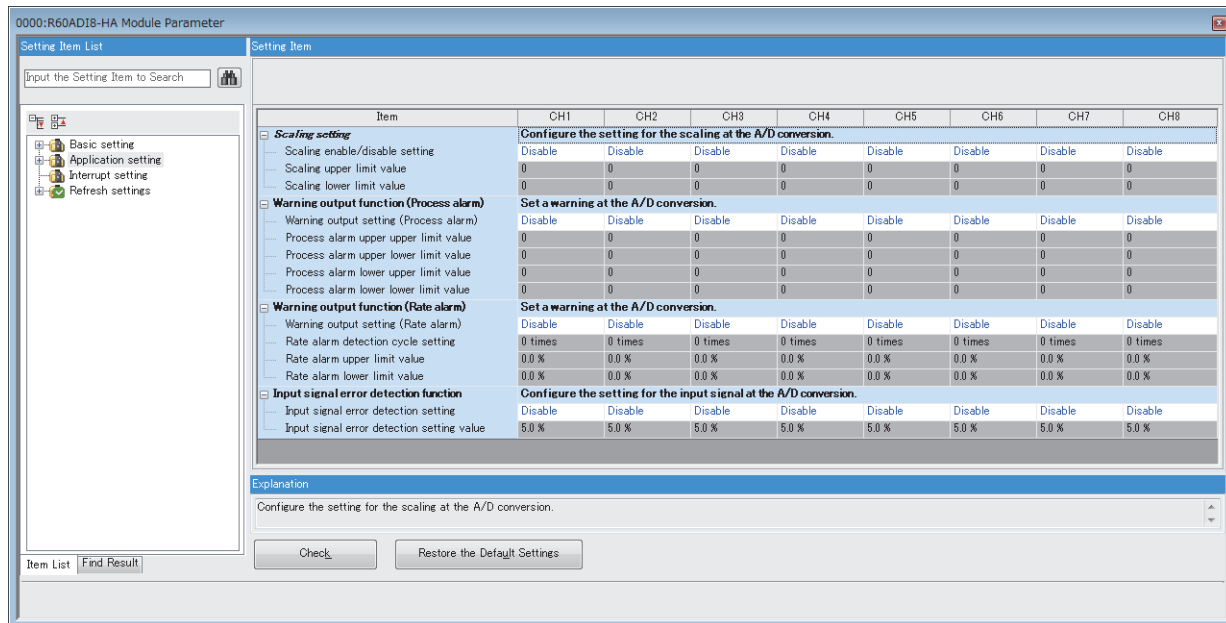 0000:R60ADI8-HA Module Parameter
Setting Item List
Input the Setting Item to Search
Basic setting
Application setting
Interrupt setting
Refresh settings
Item List Find Result
Setting Item
Item CH1 CH2 CH3 CH4 CH5 CH6 CH7 CH8
Scaling setting Configure the setting for the scaling at the A/D conversion.
Scaling enable/disable setting Disable Disable Disable Disable Disable Disable Disable Disable
Scaling upper limit value 0 0 0 0 0 0 0 0
Scaling lower limit value 0 0 0 0 0 0 0 0
Warning output function (Process alarm) Set a warning at the A/D conversion.
Warning output setting (Process alarm) Disable Disable Disable Disable Disable Disable Disable Disable
Process alarm upper upper limit value 0 0 0 0 0 0 0 0
Process alarm upper lower limit value 0 0 0 0 0 0 0 0
Process alarm lower upper limit value 0 0 0 0 0 0 0 0
Process alarm lower lower limit value 0 0 0 0 0 0 0 0
Warning output function (Rate alarm) Set a warning at the A/D conversion.
Warning output setting (Rate alarm) Disable Disable Disable Disable Disable Disable Disable Disable
Rate alarm detection cycle setting 0 times 0 times 0 times 0 times 0 times 0 times 0 times 0 times
Rate alarm upper limit value 0.0 % 0.0 % 0.0 % 0.0 % 0.0 % 0.0 % 0.0 % 0.0 %
Rate alarm lower limit value 0.0 % 0.0 % 0.0 % 0.0 % 0.0 % 0.0 % 0.0 % 0.0 %
Input signal error detection function Configure the setting for the input signal at the A/D conversion.
Input signal error detection setting Disable Disable Disable Disable Disable Disable Disable Disable
Input signal error detection setting value 5.0 % 5.0 % 5.0 % 5.0 % 5.0 % 5.0 % 5.0 % 5.0 %
Explanation
Configure the setting for the scaling at the A/D conversion.
Check Restore the Default Settings